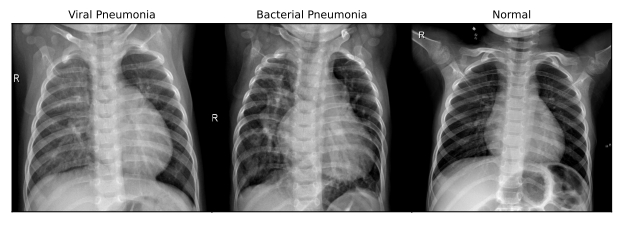 Viral Pneumonia
Bacterial Pneumonia
Normal
R
R
R